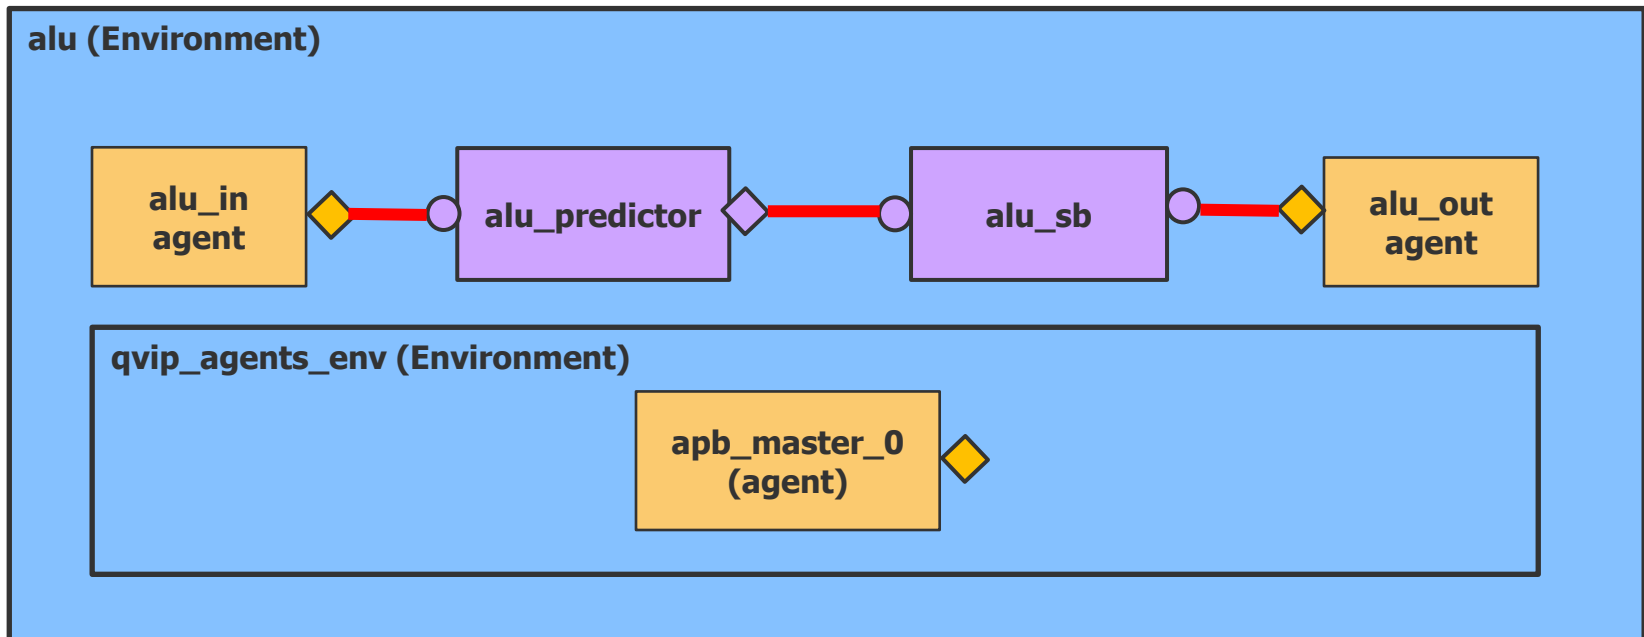 alu (Environment)
alu_in
agent
alu_predictor
alu_sb
alu_out
agent
qvip_agents_env (Environment)
apb_master_0
(agent)